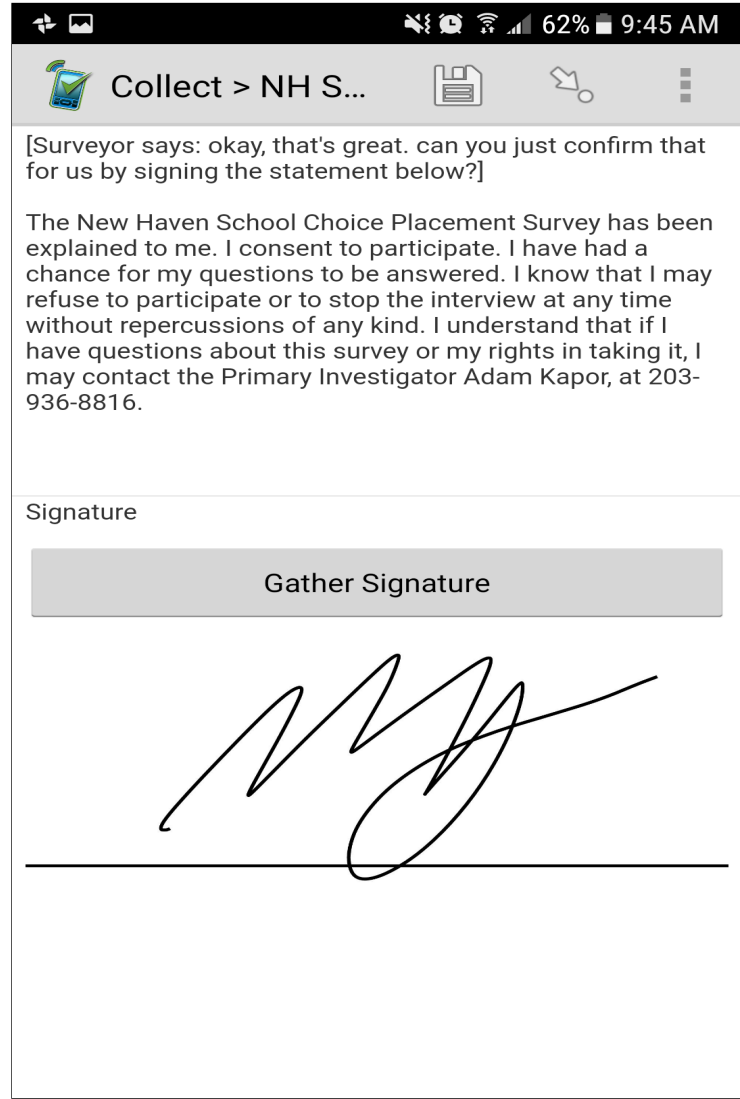 62% 9:45 AM
Collect > NH S...
[Surveyor says: okay, that's great. can you just confirm that
for us by signing the statement below?]
The New Haven School Choice Placement Survey has been
explained to me. I consent to participate. I have had a
chance for my questions to be answered. I know that I may
refuse to participate or to stop the interview at any time
without repercussions of any kind. I understand that if I
have questions about this survey or my rights in taking it, I
may contact the Primary Investigator Adam Kapor, at 203-
936-8816.
Signature
Gather Signature